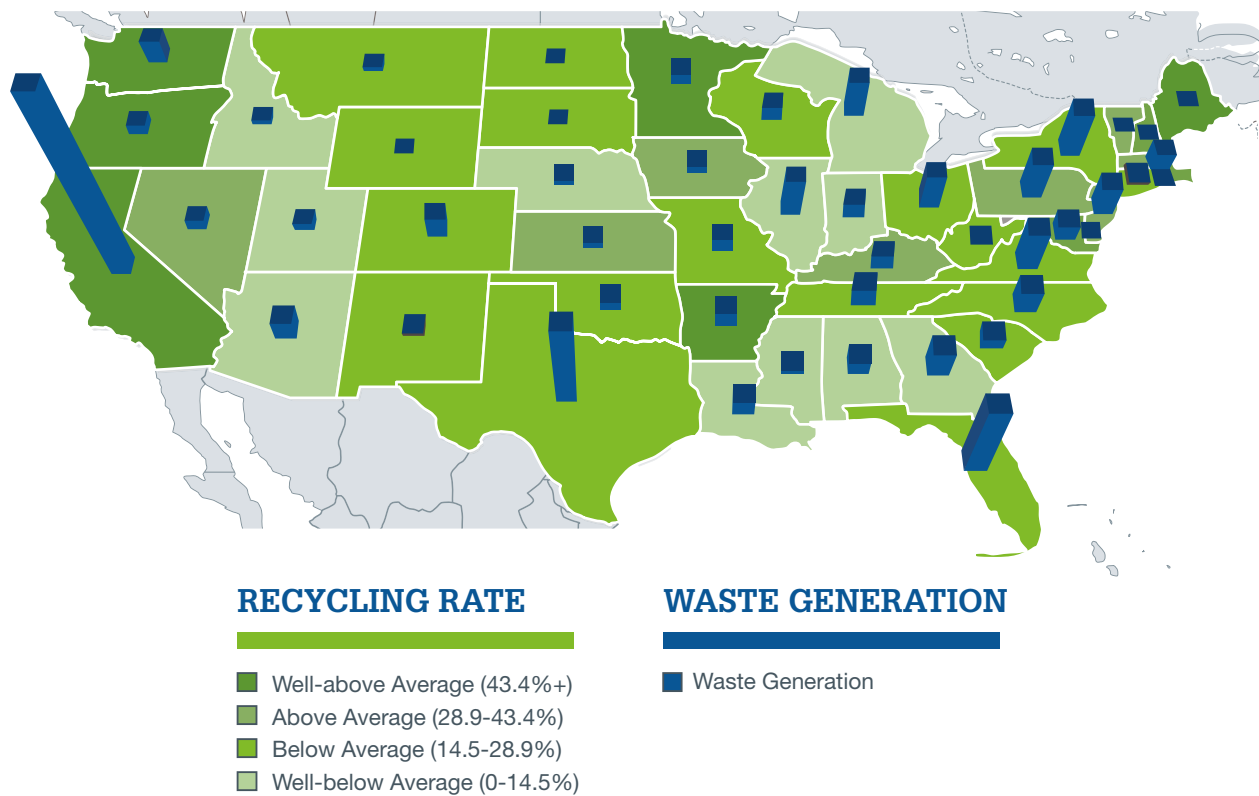 RECYCLING RATE
Well-above Average (43.4%+)
Above Average (28.9-43.4%)
Below Average (14.5-28.9%)
Well-below Average (0-14.5%)
WASTE GENERATION
Waste Generation